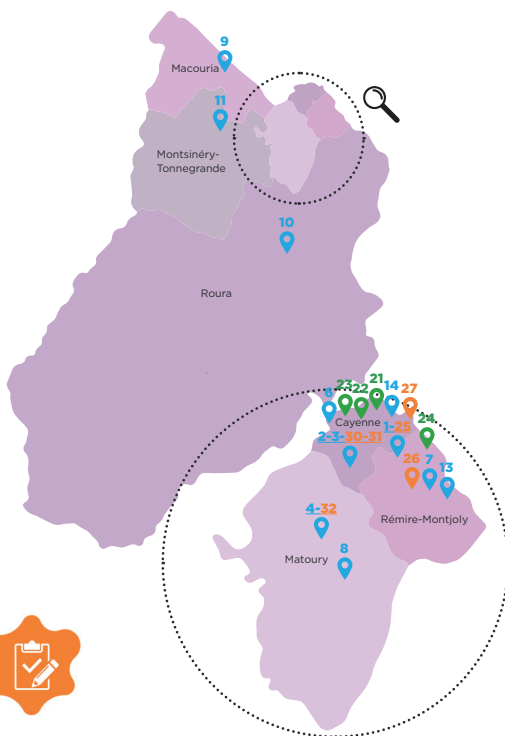 9
Macouria
11
Montsinéry-
Tonnegrande
10
Roura
23
22
21
14
27
6
Cayenne
1-25
24
2-3-30-31
26
7
13
4-32
Rémire-Montjoly
8
Matoury